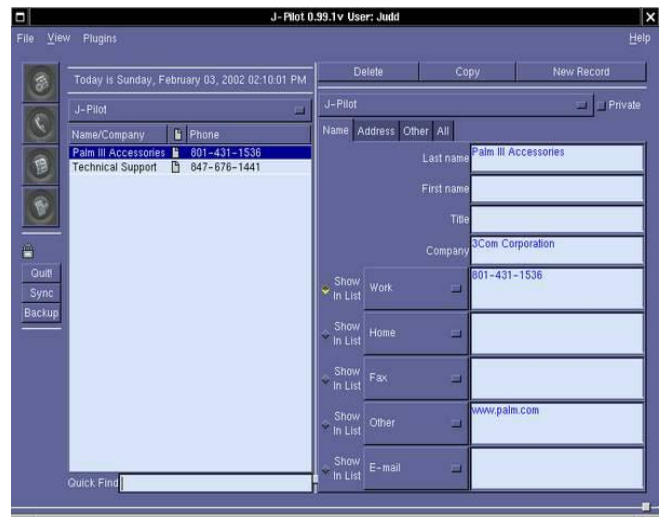 J-Pilot 0.99.1v User: Judd
File View Plugins Help
Today is Sunday, February 03, 2002 02:10:01 PM
Delete Copy New Record
J-Pilot
J-Pilot Private
Name/Company Phone
Palm III Accessories 801-431-1536
Technical Support 847-676-1441
Name Address Other All
Last name Palm III Accessories
First name
Title
Company 3Com Corporation
Show In List Work 801-431-1536
Show In List Home
Show In List Fax
Show In List Other www.palm.com
Show In List E-mail
Quit!
Sync
Backup
Quick Find